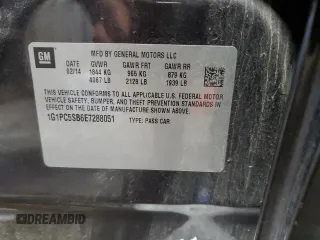 GM
MFD BY GENERAL MOTORS LLC
DATE GVWR GAWR FRT GAWR RR
02/14 1844 KG 965 KG 879 KG
4067 LB 2128 LB 1939 LB
THIS VEHICLE CONFORMS TO ALL APPLICABLE U.S. FEDERAL MOTOR
VEHICLE SAFETY, BUMPER, AND THEFT PREVENTION STANDARDS
IN EFFECT ON THE DATE OF MANUFACTURE SHOWN ABOVE.
1G1PC5SB6E7288051 TYPE: PASS CAR
DREAMBID